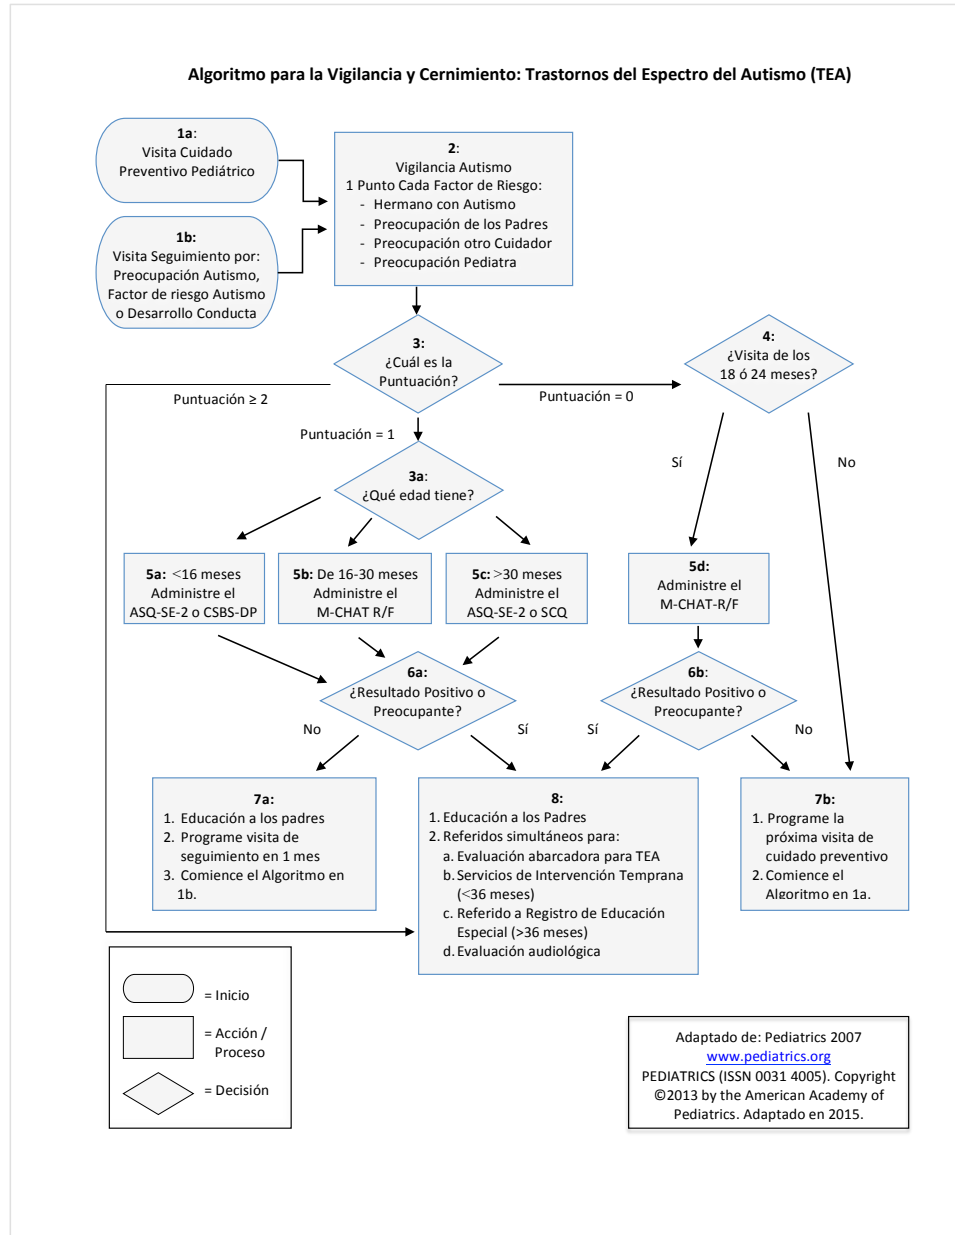 Algoritmo para la Vigilancia y Cernimiento: Trastornos del Espectro del Autismo (TEA)
1a:
Visita Cuidado
Preventivo Pediátrico
1b:
Visita Seguimiento por:
Preocupación Autismo,
Factor de riesgo Autismo
o Desarrollo Conducta
2:
Vigilancia Autismo
1 Punto Cada Factor de Riesgo:
- Hermano con Autismo
- Preocupación de los Padres
- Preocupación otro Cuidador
- Preocupación Pediatra
3:
¿Cuál es la
Puntuación?
4:
¿Visita de los
18 ó 24 meses?
Puntuación ≥ 2
Puntuación = 0
Puntuación = 1
Sí
No
3a:
¿Qué edad tiene?
5a: <16 meses
Administre el
ASQ-SE-2 o CSBS-DP
5b: De 16-30 meses
Administre el
M-CHAT R/F
5c: >30 meses
Administre el
ASQ-SE-2 o SCQ
5d:
Administre el
M-CHAT-R/F
6a:
¿Resultado Positivo o
Preocupante?
6b:
¿Resultado Positivo o
Preocupante?
No
Sí
Sí
No
7a:
1. Educación a los padres
2. Programe visita de
seguimiento en 1 mes
3. Comience el Algoritmo en
1b.
8:
1. Educación a los Padres
2. Referidos simultáneos para:
a. Evaluación abarcadora para TEA
b. Servicios de Intervención Temprana
(<36 meses)
c. Referido a Registro de Educación
Especial (>36 meses)
d. Evaluación audiológica
7b:
1. Programe la
próxima visita de
cuidado preventivo
2. Comience el
Algoritmo en 1a.
= Inicio
= Acción /
Proceso
= Decisión
Adaptado de: Pediatrics 2007
www.pediatrics.org
PEDIATRICS (ISSN 0031 4005). Copyright
©2013 by the American Academy of
Pediatrics. Adaptado en 2015.